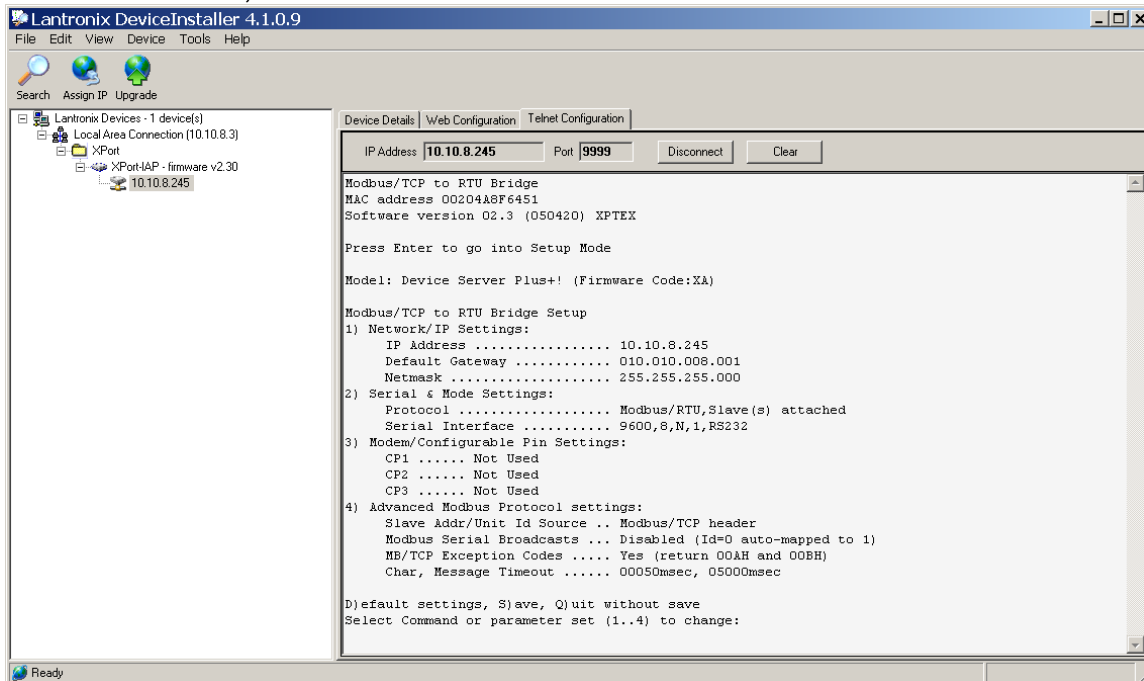 Lantronix DeviceInstaller 4.1.0.9
File Edit View Device Tools Help
Search Assign IP Upgrade
Lantronix Devices - 1 device(s)
Local Area Connection (10.10.8.3)
XPort
XPort-IAP - firmware v2.30
10.10.8.245
Device Details Web Configuration Telnet Configuration
IP Address 10.10.8.245 Port 9999 Disconnect Clear
Modbus/TCP to RTU Bridge
MAC address 00204A8F6451
Software version 02.3 (050420) XPTEX
Press Enter to go into Setup Mode
Model: Device Server Plus+! (Firmware Code:XA)
Modbus/TCP to RTU Bridge Setup
1) Network/IP Settings:
IP Address ................. 10.10.8.245
Default Gateway ............ 010.010.008.001
Netmask .................... 255.255.255.000
2) Serial & Mode Settings:
Protocol ................... Modbus/RTU,Slave(s) attached
Serial Interface ........... 9600,8,N,1,RS232
3) Modem/Configurable Pin Settings:
CP1 ...... Not Used
CP2 ...... Not Used
CP3 ...... Not Used
4) Advanced Modbus Protocol settings:
Slave Addr/Unit Id Source .. Modbus/TCP header
Modbus Serial Broadcasts ... Disabled (Id=0 auto-mapped to 1)
MB/TCP Exception Codes ..... Yes (return 00AH and 00BH)
Char, Message Timeout ...... 00050msec, 05000msec
D)efault settings, S)ave, Q)uit without save
Select Command or parameter set (1..4) to change:
Ready